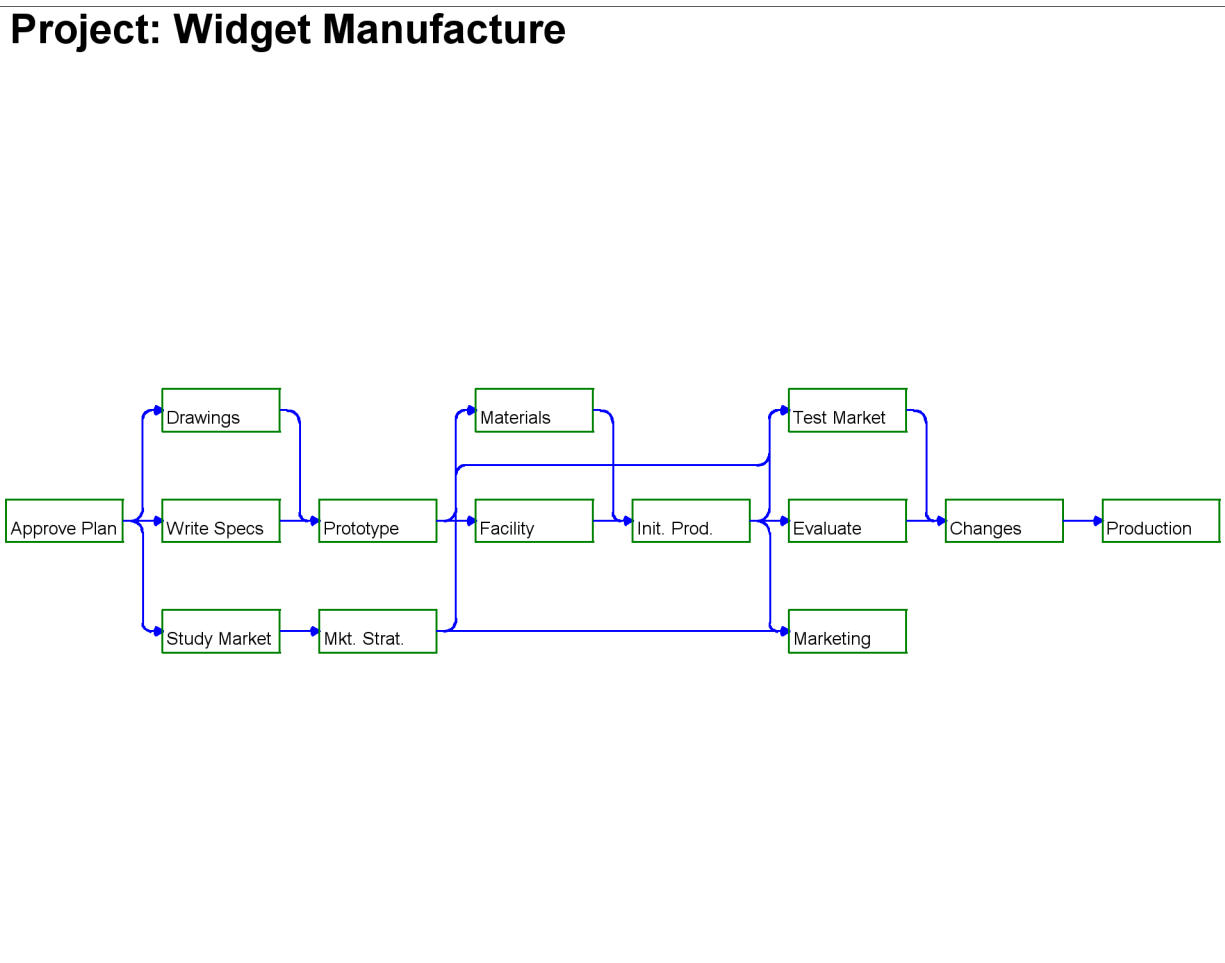 Project: Widget Manufacture
Drawings
Materials
Test Market
Approve Plan
Write Specs
Prototype
Facility
Init. Prod.
Evaluate
Changes
Production
Study Market
Mkt. Strat.
Marketing